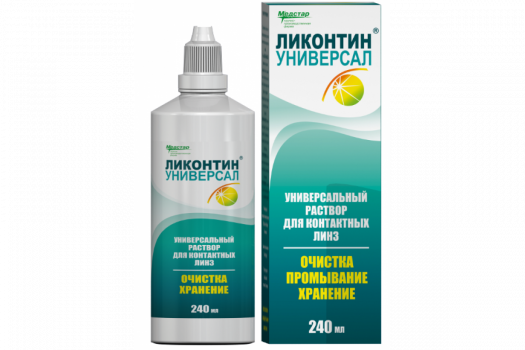 Медстар
ЛИКОНТИН®
УНИВЕРСАЛ
УНИВЕРСАЛЬНЫЙ
РАСТВОР
ДЛЯ КОНТАКТНЫХ
ЛИНЗ
ОЧИСТКА
ХРАНЕНИЕ
240 мл
Медстар
ЛИКОНТИН®
УНИВЕРСАЛ
УНИВЕРСАЛЬНЫЙ
РАСТВОР
ДЛЯ КОНТАКТНЫХ
ЛИНЗ
ОЧИСТКА
ПРОМЫВАНИЕ
ХРАНЕНИЕ
240 мл